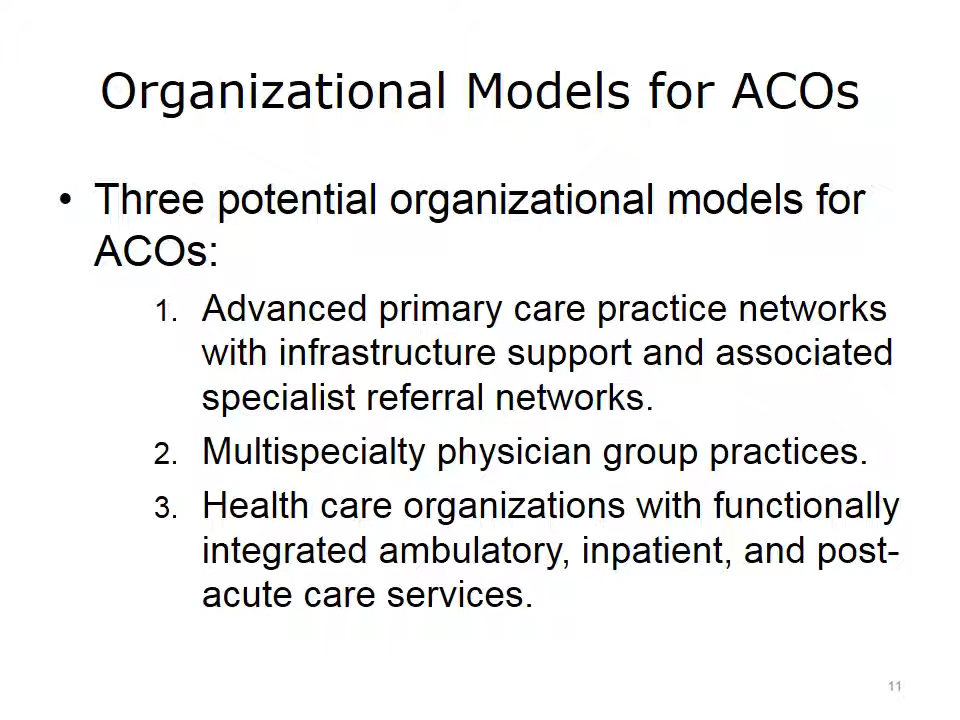 Organizational Models for ACOs
• Three potential organizational models for
ACOs:
1. Advanced primary care practice networks
with infrastructure support and associated
specialist referral networks.
2. Multispecialty physician group practices.
3. Health care organizations with functionally
integrated ambulatory, inpatient, and post-
acute care services.
11